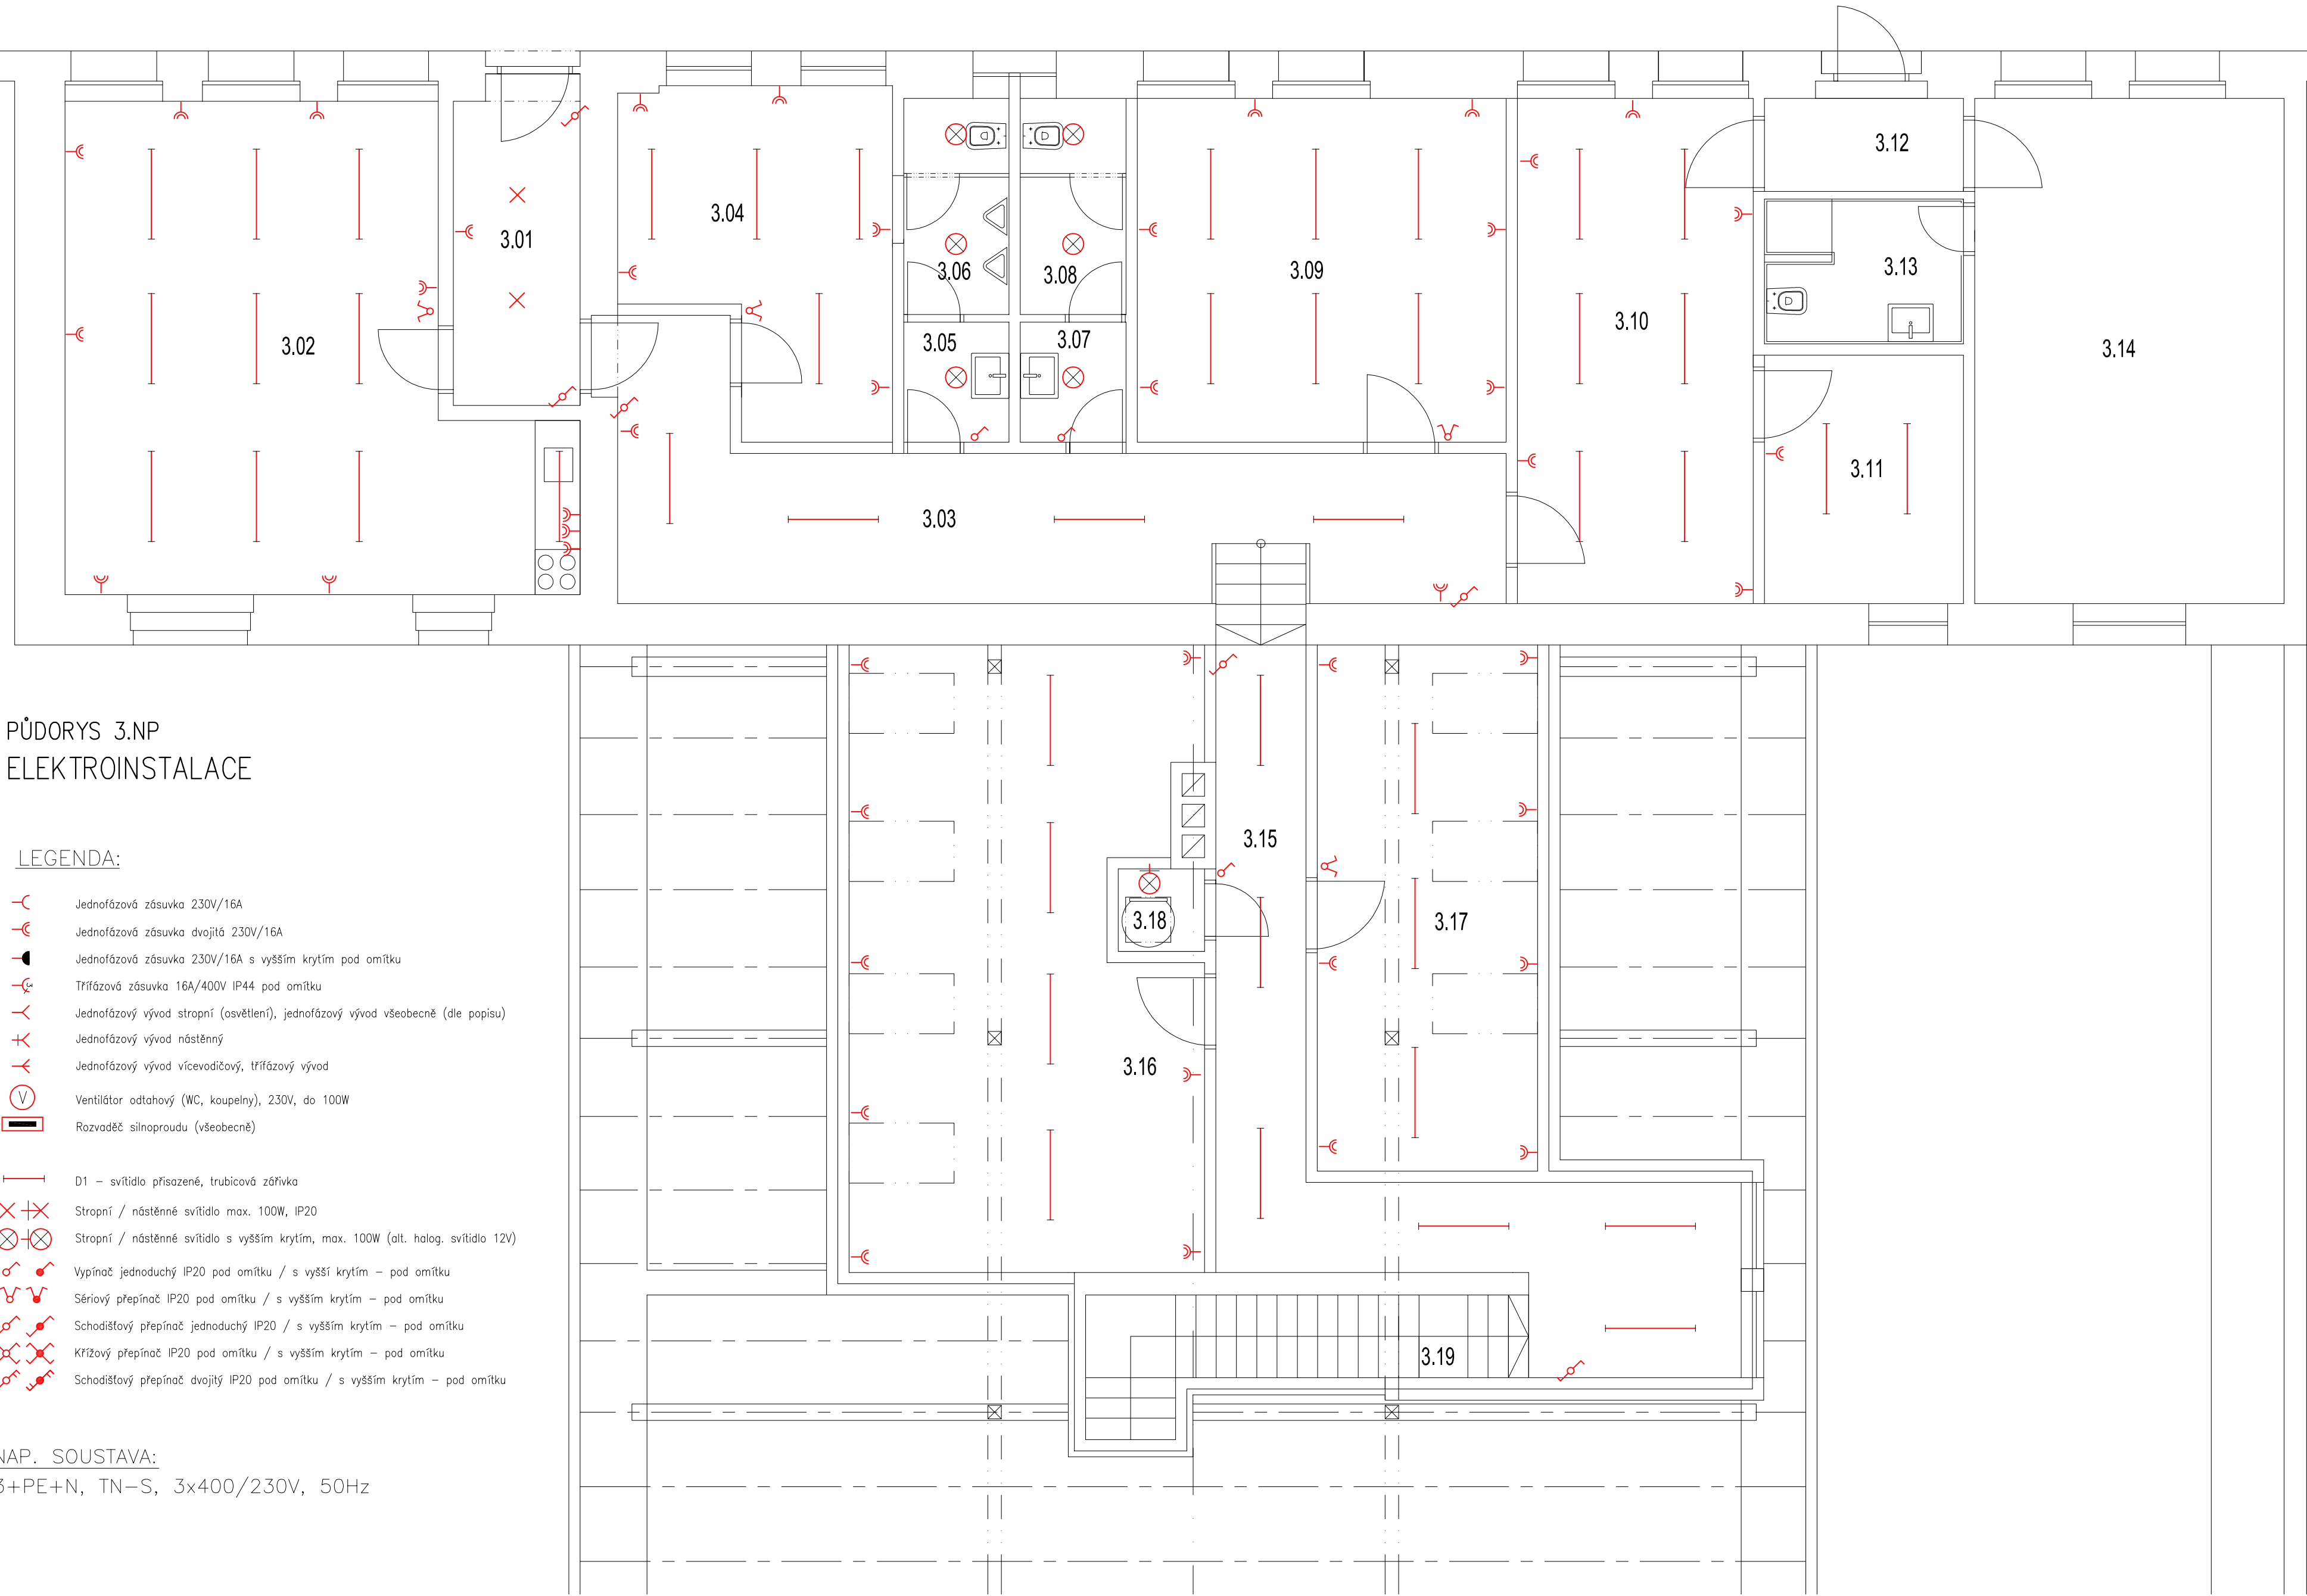 3.12
3.04
3.01
3.06
3.08
3.09
3.13
3.10
3.02
3.05
3.07
3.14
3.11
3.03
PŮDORYS 3.NP
ELEKTROINSTALACE
3.15
LEGENDA:
Jednofázová zásuvka 230V/16A
3.18
3.17
Jednofázová zásuvka dvojitá 230V/16A
Jednofázová zásuvka 230V/16A s vyšším krytím pod omítku
3
Třífázová zásuvka 16A/400V IP44 pod omítku
Jednofázový vývod stropní (osvětlení), jednofázový vývod všeobecně (dle popisu)
Jednofázový vývod nástěnný
3.16
Jednofázový vývod vícevodičový, třífázový vývod
V
Ventilátor odtahový (WC, koupelny), 230V, do 100W
Rozvaděč silnoproudu (všeobecně)
D1 – svítidlo přisazené, trubicová zářivka
Stropní / nástěnné svítidlo max. 100W, IP20
Stropní / nástěnné svítidlo s vyšším krytím, max. 100W (alt. halog. svítidlo 12V)
Vypínač jednoduchý IP20 pod omítku / s vyšší krytím – pod omítku
Sériový přepínač IP20 pod omítku / s vyšším krytím – pod omítku
Schodišťový přepínač jednoduchý IP20 / s vyšším krytím – pod omítku
Křížový přepínač IP20 pod omítku / s vyšším krytím – pod omítku
3.19
Schodišťový přepínač dvojitý IP20 pod omítku / s vyšším krytím – pod omítku
NAP. SOUSTAVA:
3+PE+N, TN–S, 3x400/230V, 50Hz